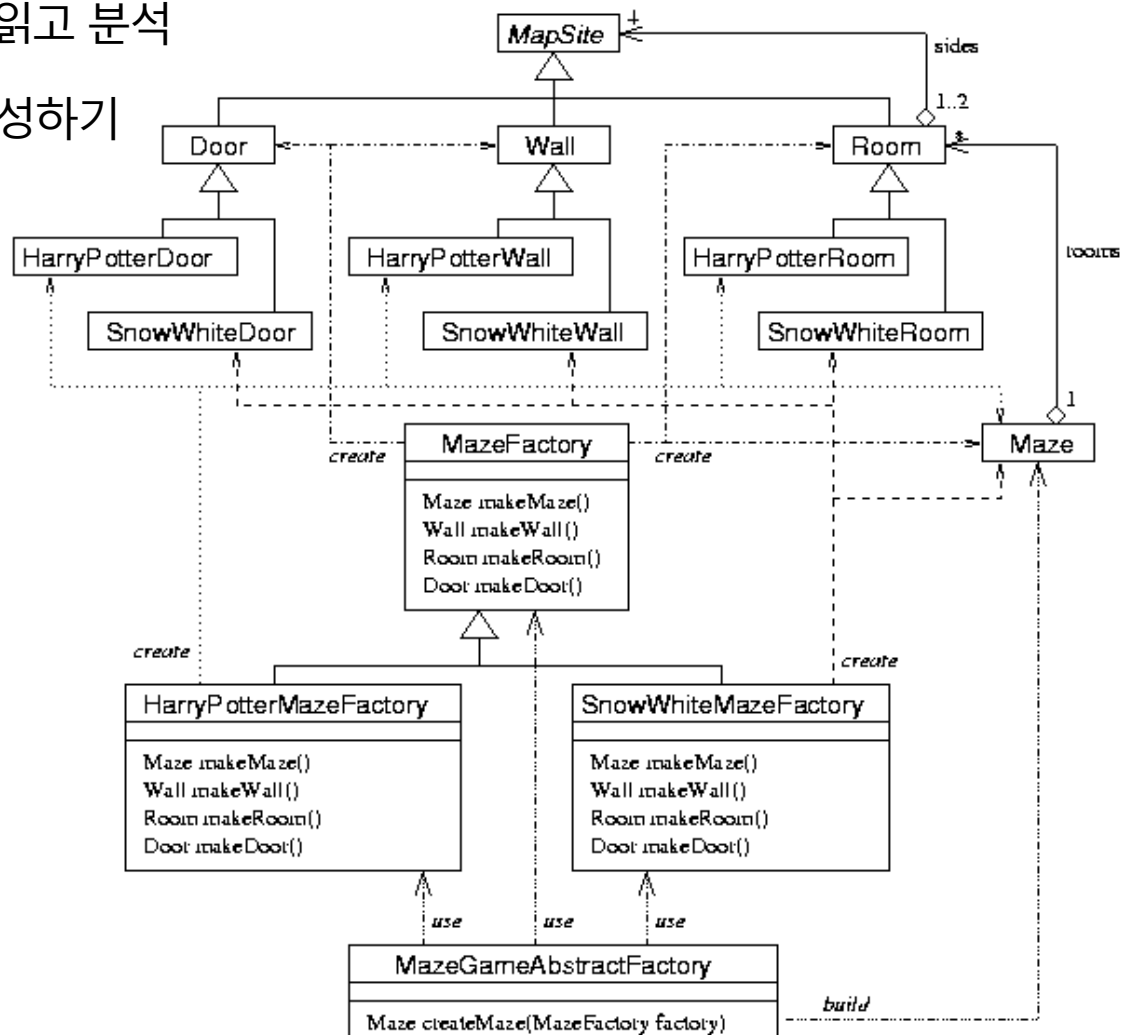 읽고 분석
성하기
MapSite
4
sides
1..2
Door
Wall
Room
*
HarryPotterDoor
HarryPotterWall
HarryPotterRoom
rooms
SnowWhiteDoor
SnowWhiteWall
SnowWhiteRoom
1
MazeFactory
Maze
create
create
Maze makeMaze()
Wall makeWall()
Room makeRoom()
Door makeDoor()
create
create
HarryPotterMazeFactory
SnowWhiteMazeFactory
Maze makeMaze()
Wall makeWall()
Room makeRoom()
Door makeDoor()
Maze makeMaze()
Wall makeWall()
Room makeRoom()
Door makeDoor()
use
use
use
MazeGameAbstractFactory
build
Maze createMaze(MazeFactory factory)